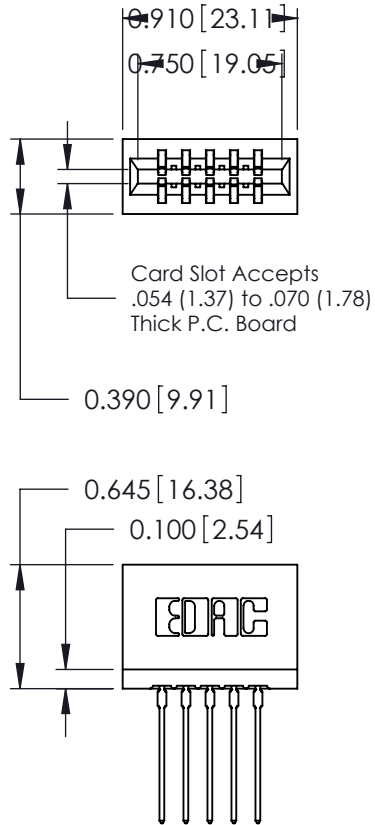 0.910 [23.11]
0.750 [19.05]
Card Slot Accepts
.054 (1.37) to .070 (1.78)
Thick P.C. Board
0.390 [9.91]
0.645 [16.38]
0.100 [2.54]
EDAC